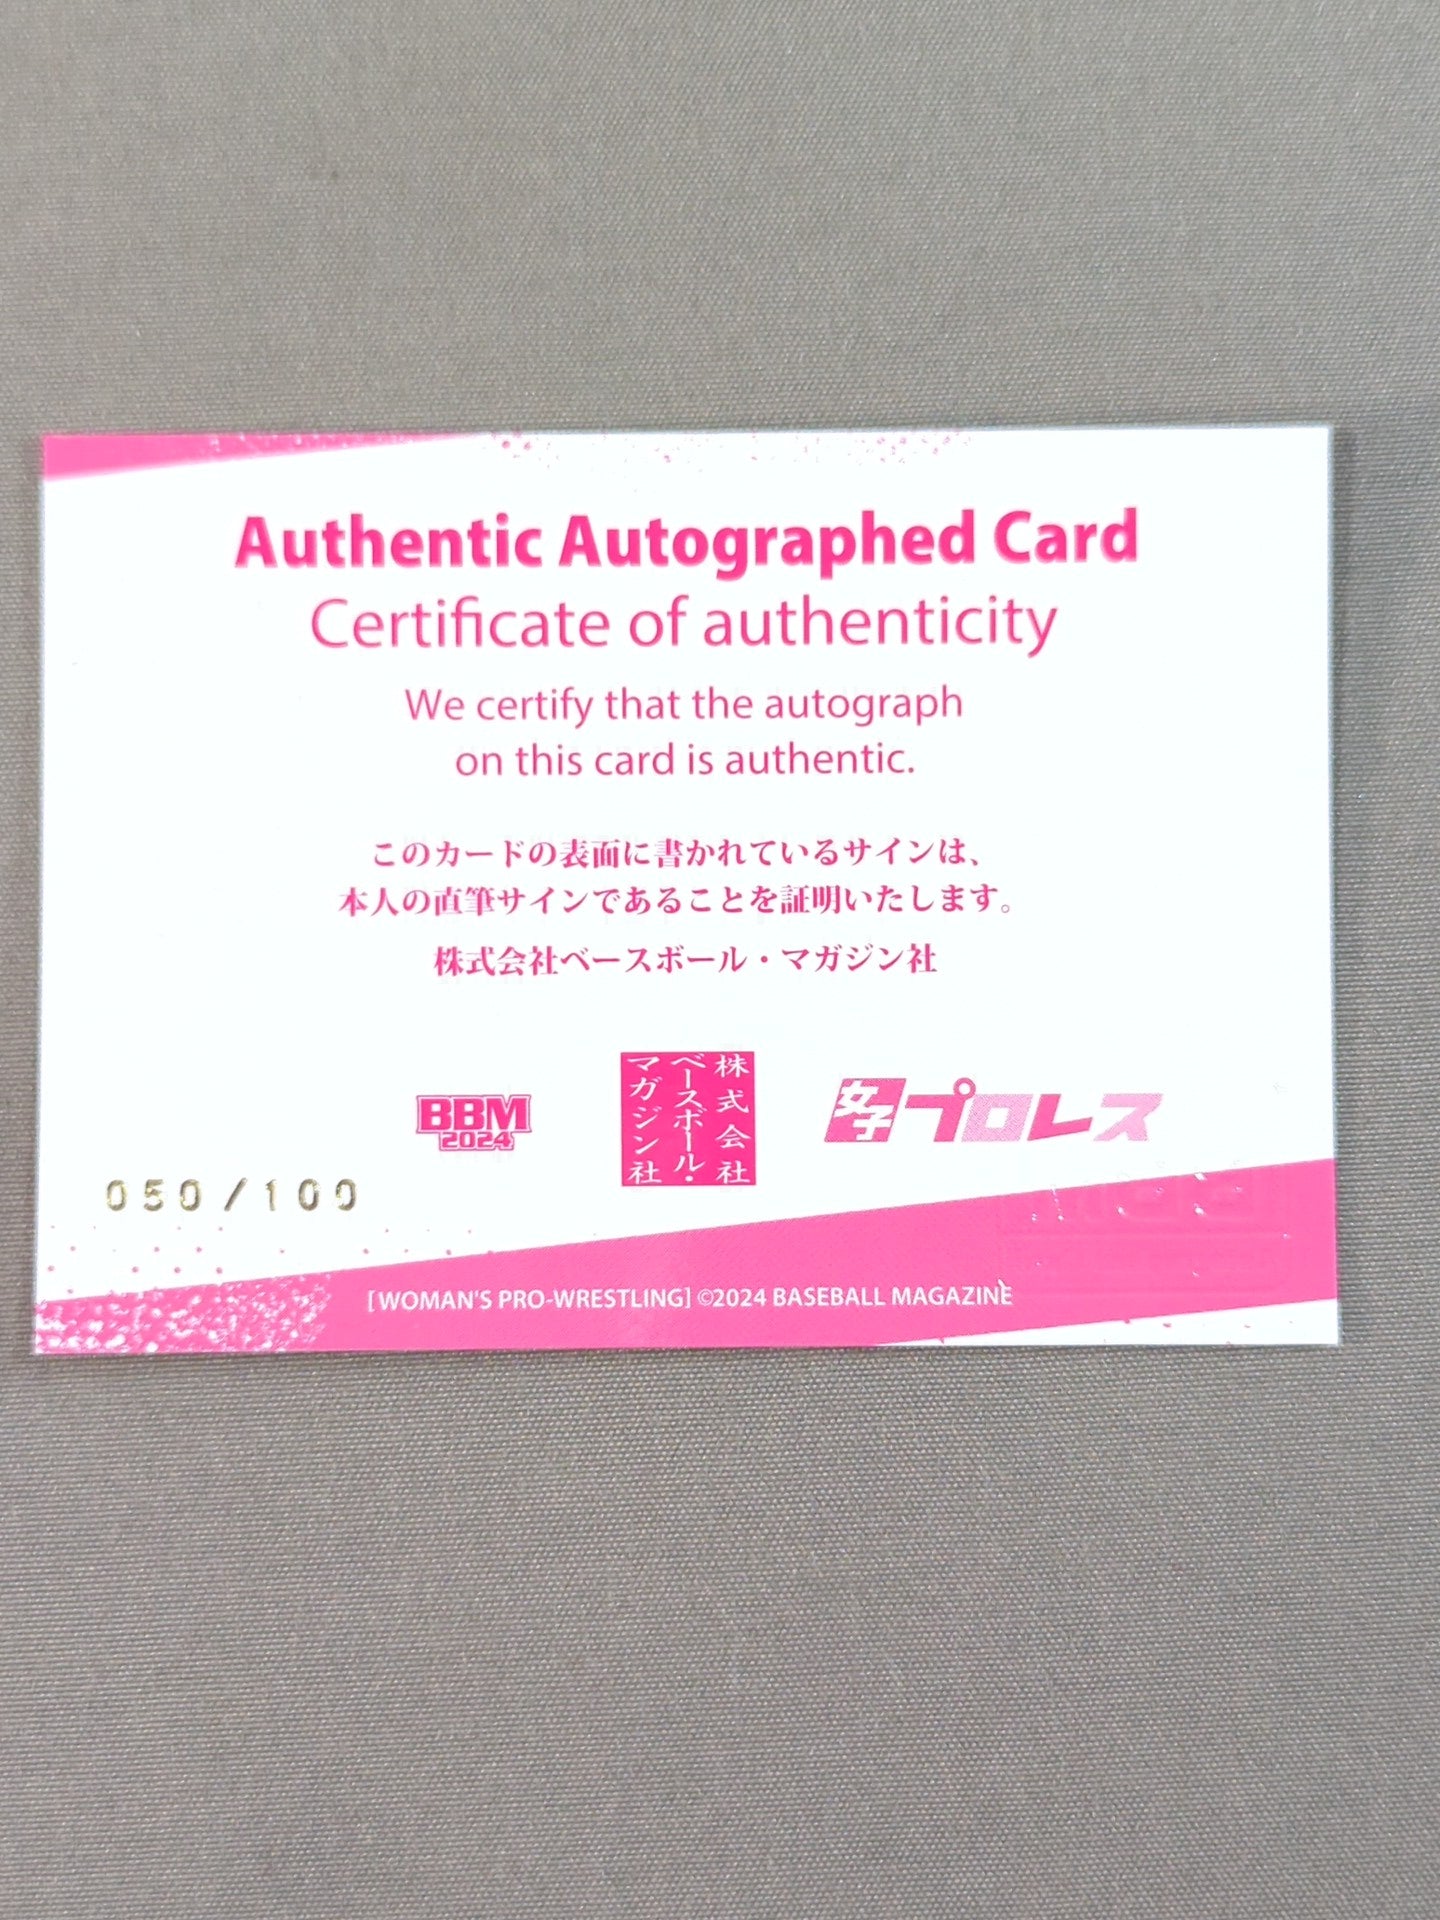 Authentic Autographed Card
Certificate of authenticity
We certify that the autograph
on this card is authentic.
このカードの表面に書かれているサインは、
本人の直筆サインであることを証明いたします。
株式会社ベースボール・マガジン社
BBM
2024
株式会社
ベースボール・
マガジン社
女子プロレス
050/100
[WOMAN'S PRO-WRESTLING] ©2024 BASEBALL MAGAZINE